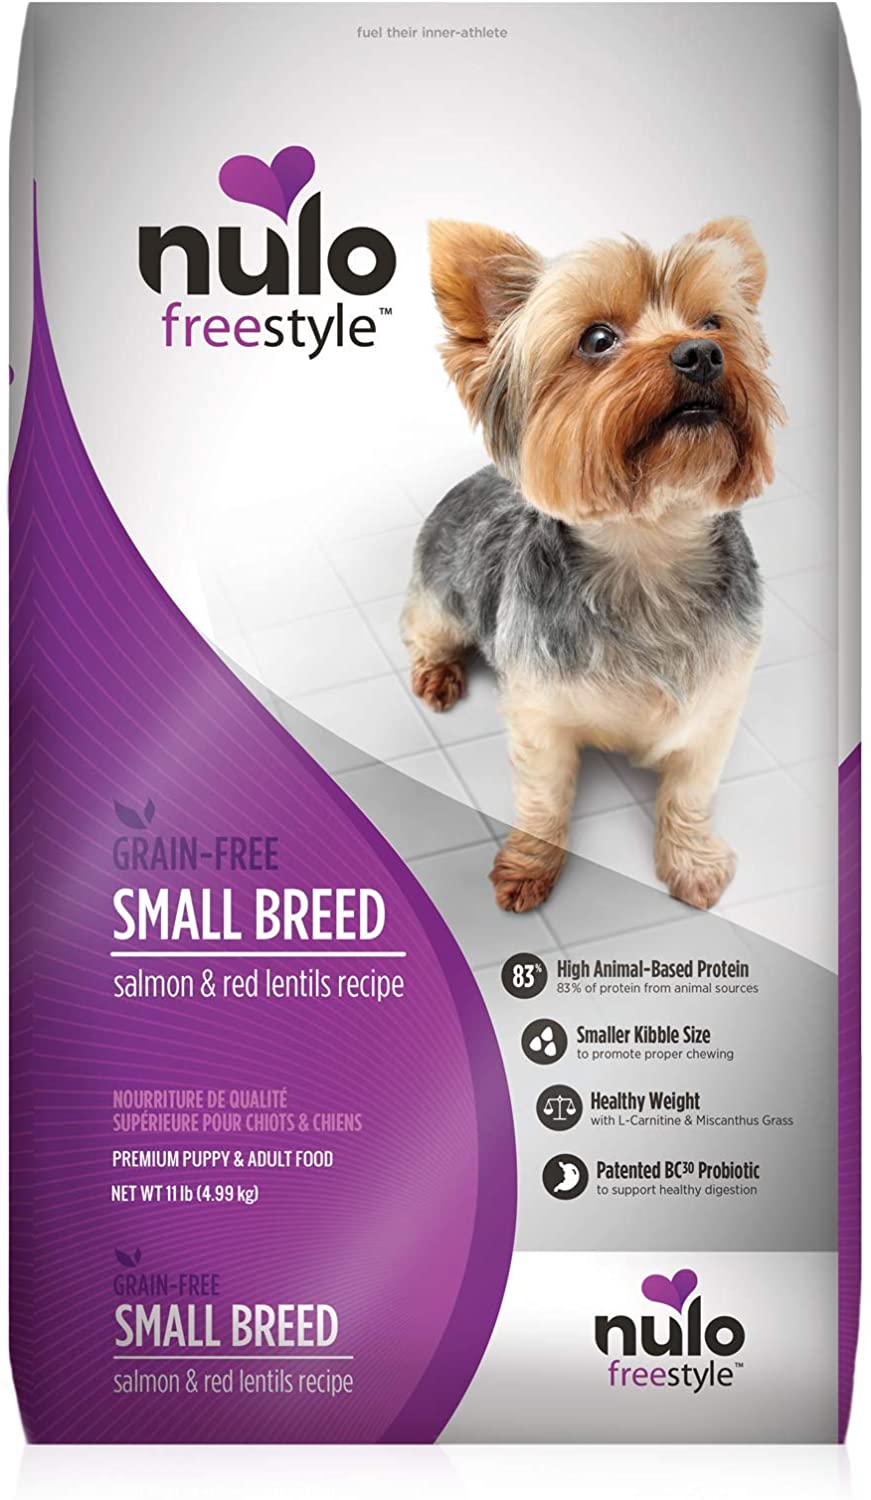 fuel their inner-athlete
nulo
freestyle™
GRAIN-FREE
SMALL BREED
salmon & red lentils recipe
NOURRITURE DE QUALITÉ
SUPÉRIEURE POUR CHIOTS & CHIENS
PREMIUM PUPPY & ADULT FOOD
NET WT 11 lb (4.99 kg)
83%
High Animal-Based Protein
83% of protein from animal sources
Smaller Kibble Size
to promote proper chewing
Healthy Weight
with L-Carnitine & Miscanthus Grass
Patented BC30 Probiotic
to support healthy digestion
GRAIN-FREE
SMALL BREED
salmon & red lentils recipe
nulo
freestyle™